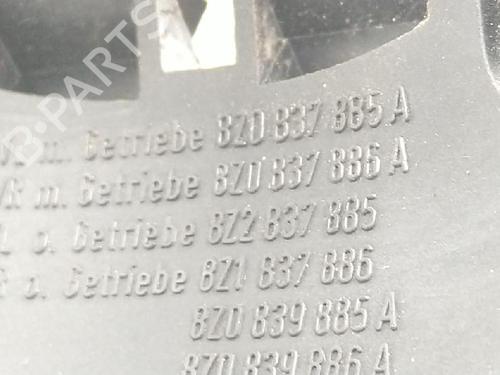 m. Getriebe 8Z0 837 885 A
VR m. Getriebe 8Z0 837 886 A
L o. Getriebe 8Z2 837 885
R o. Getriebe 8Z1 837 886
8Z0 839 885 A
8Z0 839 886 A
B-PARTS